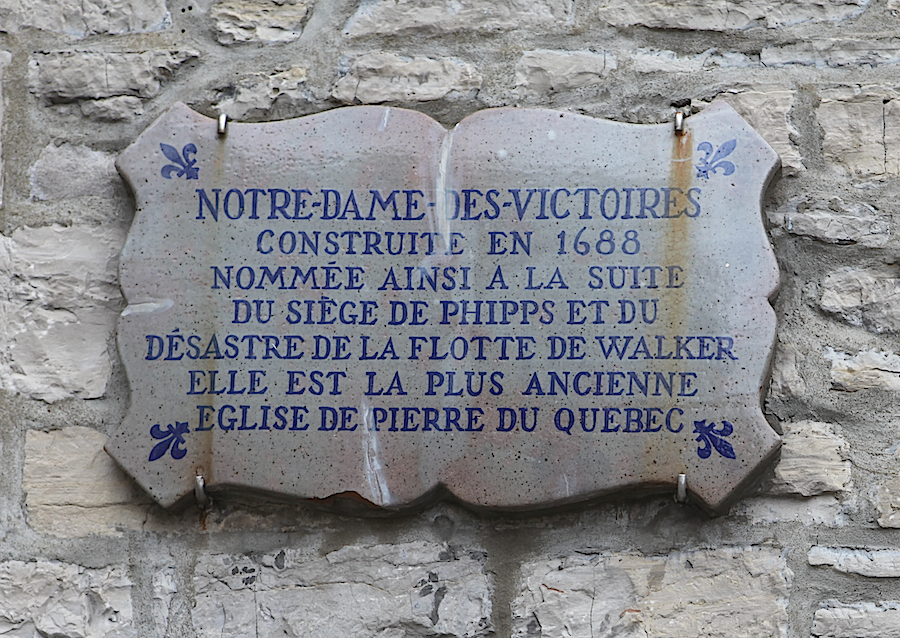 NOTRE-DAME-DES-VICTOIRES
CONSTRUITE EN 1688
NOMMÉE AINSI A LA SUITE
DU SIÈGE DE PHIPPS ET DU
DÉSASTRE DE LA FLOTTE DE WALKER
ELLE EST LA PLUS ANCIENNE
EGLISE DE PIERRE DU QUEBEC